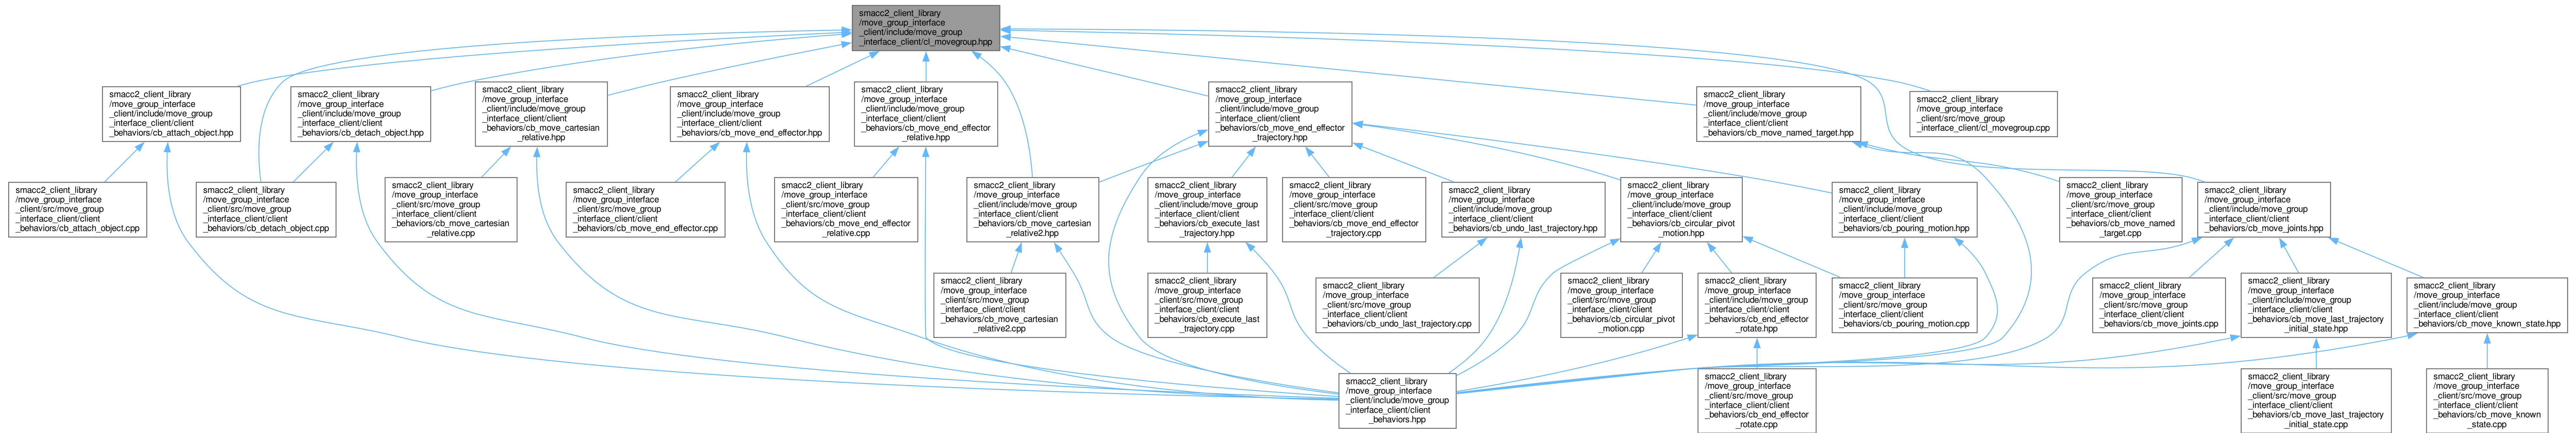 smacc2_client_library
/move_group_interface
_client/include/move_group
_interface_client/cl_movegroup.hpp
smacc2_client_library
/move_group_interface
_client/include/move_group
_interface_client/client
_behaviors/cb_attach_object.hpp
smacc2_client_library
/move_group_interface
_client/include/move_group
_interface_client/client
_behaviors/cb_detach_object.hpp
smacc2_client_library
/move_group_interface
_client/include/move_group
_interface_client/client
_behaviors/cb_move_cartesian
_relative.hpp
smacc2_client_library
/move_group_interface
_client/include/move_group
_interface_client/client
_behaviors/cb_move_end_effector.hpp
smacc2_client_library
/move_group_interface
_client/include/move_group
_interface_client/client
_behaviors/cb_move_end_effector
_relative.hpp
smacc2_client_library
/move_group_interface
_client/include/move_group
_interface_client/client
_behaviors/cb_move_end_effector
_trajectory.hpp
smacc2_client_library
/move_group_interface
_client/include/move_group
_interface_client/client
_behaviors/cb_move_named_target.hpp
smacc2_client_library
/move_group_interface
_client/src/move_group
_interface_client/cl_movegroup.cpp
smacc2_client_library
/move_group_interface
_client/src/move_group
_interface_client/client
_behaviors/cb_attach_object.cpp
smacc2_client_library
/move_group_interface
_client/src/move_group
_interface_client/client
_behaviors/cb_detach_object.cpp
smacc2_client_library
/move_group_interface
_client/src/move_group
_interface_client/client
_behaviors/cb_move_cartesian
_relative.cpp
smacc2_client_library
/move_group_interface
_client/src/move_group
_interface_client/client
_behaviors/cb_move_end_effector.cpp
smacc2_client_library
/move_group_interface
_client/src/move_group
_interface_client/client
_behaviors/cb_move_end_effector
_relative.cpp
smacc2_client_library
/move_group_interface
_client/include/move_group
_interface_client/client
_behaviors/cb_move_cartesian
_relative2.hpp
smacc2_client_library
/move_group_interface
_client/include/move_group
_interface_client/client
_behaviors/cb_execute_last
_trajectory.hpp
smacc2_client_library
/move_group_interface
_client/src/move_group
_interface_client/client
_behaviors/cb_move_end_effector
_trajectory.cpp
smacc2_client_library
/move_group_interface
_client/include/move_group
_interface_client/client
_behaviors/cb_undo_last_trajectory.hpp
smacc2_client_library
/move_group_interface
_client/include/move_group
_interface_client/client
_behaviors/cb_circular_pivot
_motion.hpp
smacc2_client_library
/move_group_interface
_client/include/move_group
_interface_client/client
_behaviors/cb_pouring_motion.hpp
smacc2_client_library
/move_group_interface
_client/src/move_group
_interface_client/client
_behaviors/cb_move_named
_target.cpp
smacc2_client_library
/move_group_interface
_client/include/move_group
_interface_client/client
_behaviors/cb_move_joints.hpp
smacc2_client_library
/move_group_interface
_client/src/move_group
_interface_client/client
_behaviors/cb_move_cartesian
_relative2.cpp
smacc2_client_library
/move_group_interface
_client/src/move_group
_interface_client/client
_behaviors/cb_execute_last
_trajectory.cpp
smacc2_client_library
/move_group_interface
_client/src/move_group
_interface_client/client
_behaviors/cb_undo_last_trajectory.cpp
smacc2_client_library
/move_group_interface
_client/src/move_group
_interface_client/client
_behaviors/cb_circular_pivot
_motion.cpp
smacc2_client_library
/move_group_interface
_client/include/move_group
_interface_client/client
_behaviors/cb_end_effector
_rotate.hpp
smacc2_client_library
/move_group_interface
_client/src/move_group
_interface_client/client
_behaviors/cb_pouring_motion.cpp
smacc2_client_library
/move_group_interface
_client/src/move_group
_interface_client/client
_behaviors/cb_move_joints.cpp
smacc2_client_library
/move_group_interface
_client/include/move_group
_interface_client/client
_behaviors/cb_move_last_trajectory
_initial_state.hpp
smacc2_client_library
/move_group_interface
_client/include/move_group
_interface_client/client
_behaviors/cb_move_known_state.hpp
smacc2_client_library
/move_group_interface
_client/include/move_group
_interface_client/client
_behaviors.hpp
smacc2_client_library
/move_group_interface
_client/src/move_group
_interface_client/client
_behaviors/cb_end_effector
_rotate.cpp
smacc2_client_library
/move_group_interface
_client/src/move_group
_interface_client/client
_behaviors/cb_move_last_trajectory
_initial_state.cpp
smacc2_client_library
/move_group_interface
_client/src/move_group
_interface_client/client
_behaviors/cb_move_known
_state.cpp